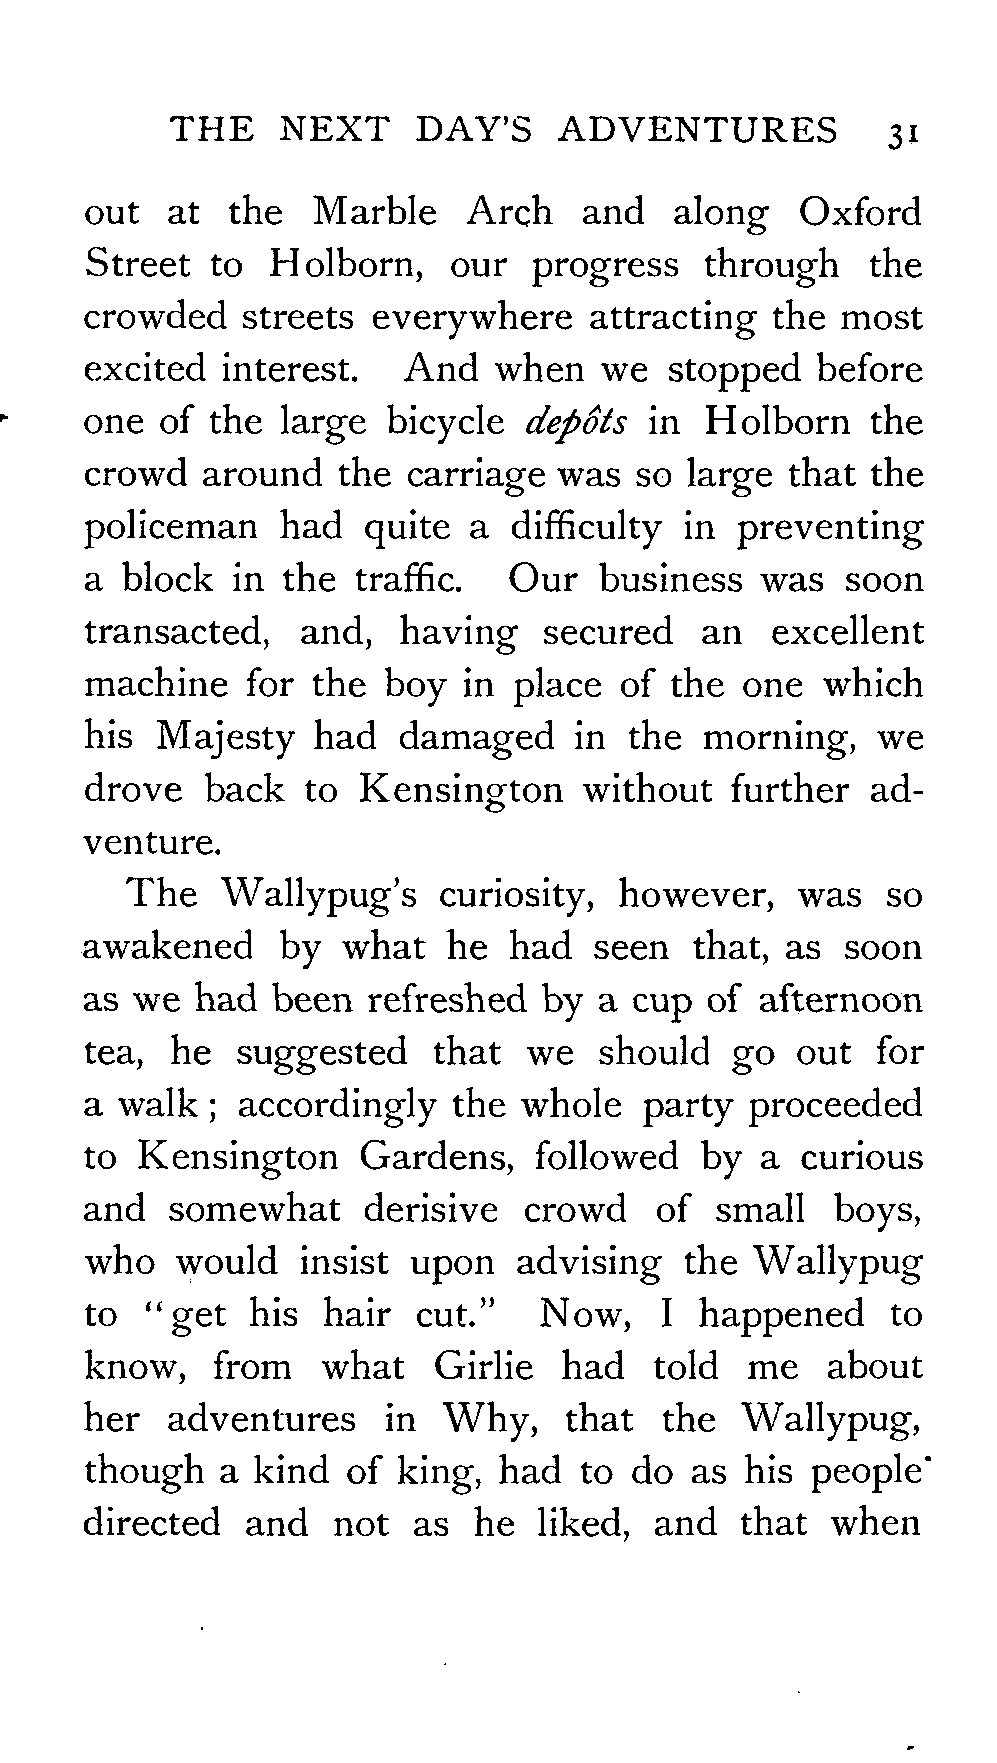 THE NEXT DAY'S ADVENTURES 31
out at the Marble Arch and along Oxford
Street to Holborn, our progress through the
crowded streets everywhere attracting the most
excited interest. And when we stopped before
one of the large bicycle depôts in Holborn the
crowd around the carriage was so large that the
policeman had quite a difficulty in preventing
a block in the traffic. Our business was soon
transacted, and, having secured an excellent
machine for the boy in place of the one which
his Majesty had damaged in the morning, we
drove back to Kensington without further ad-
venture.
The Wallypug's curiosity, however, was so
awakened by what he had seen that, as soon
as we had been refreshed by a cup of afternoon
tea, he suggested that we should go out for
a walk ; accordingly the whole party proceeded
to Kensington Gardens, followed by a curious
and somewhat derisive crowd of small boys,
who would insist upon advising the Wallypug
to "get his hair cut." Now, I happened to
know, from what Girlie had told me about
her adventures in Why, that the Wallypug,
though a kind of king, had to do as his people
directed and not as he liked, and that when